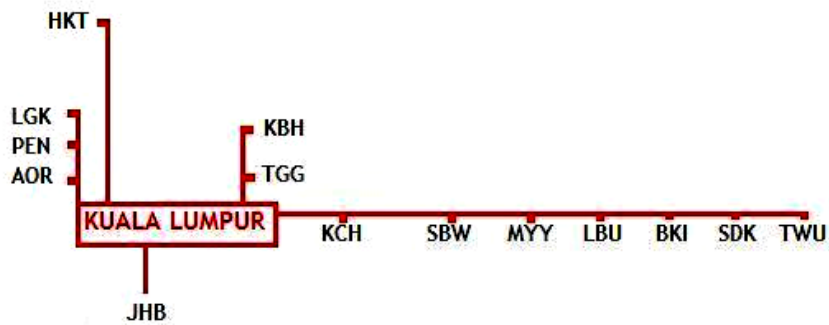 HKT
LGK
PEN
AOR
KBH
TGG
KUALA LUMPUR
KCH SBW MYY LBU BKI SDK TWU
JHB